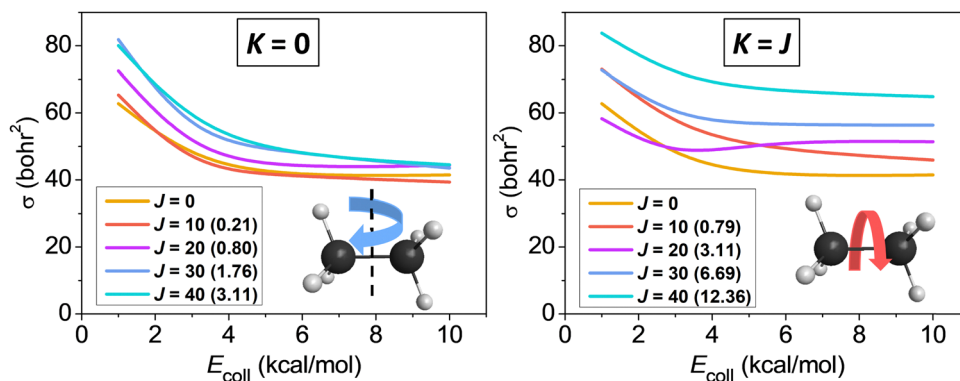 K = 0
80
60
40
20
0
σ (bohr²)
J = 0
J = 10 (0.21)
J = 20 (0.80)
J = 30 (1.76)
J = 40 (3.11)
0 2 4 6 8 10
E_coll (kcal/mol)
K = J
80
60
40
20
0
σ (bohr²)
J = 0
J = 10 (0.79)
J = 20 (3.11)
J = 30 (6.69)
J = 40 (12.36)
0 2 4 6 8 10
E_coll (kcal/mol)